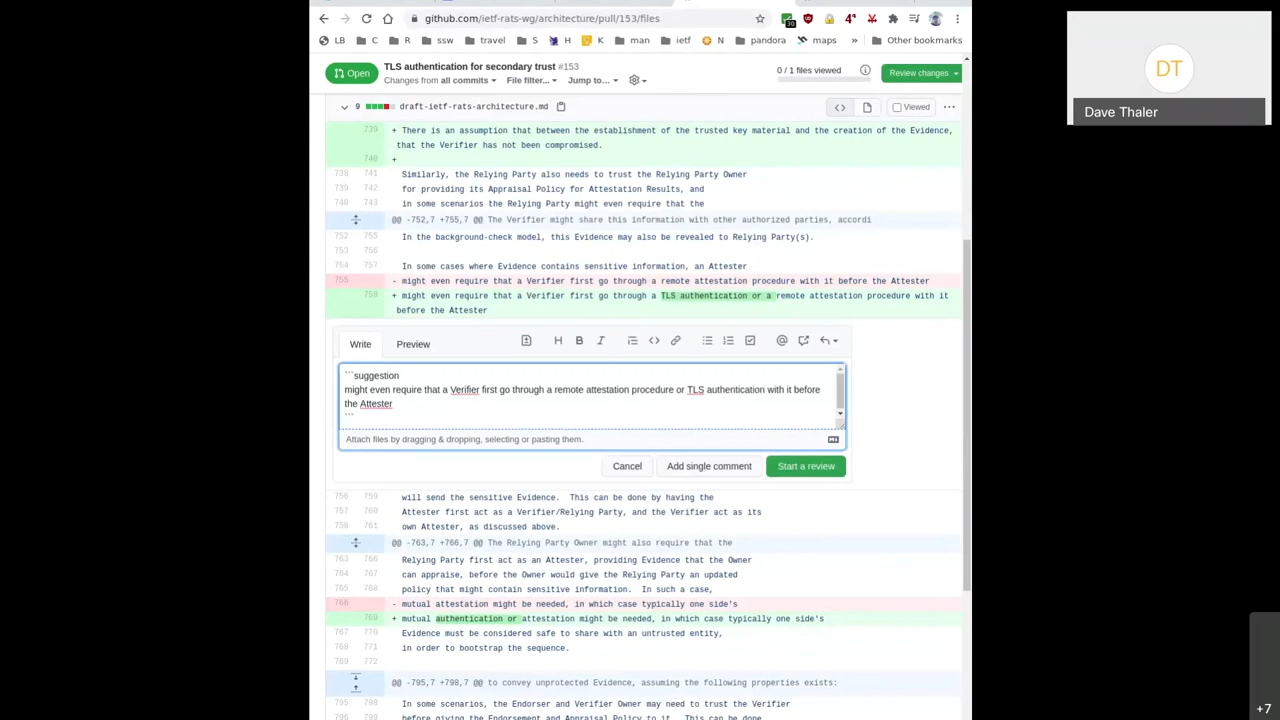 github.com/ietf-rats-wg/architecture/pull/153/files
LB C R ssw travel S H Y K man ietf N pandora maps » Other bookmarks
Open
TLS authentication for secondary trust #153
Changes from all commits File filter... Jump to...
0 / 1 files viewed
Review changes
9 draft-ietf-rats-architecture.md
Viewed
739 + There is an assumption that between the establishment of the trusted key material and the creation of the Evidence,
that the Verifier has not been compromised.
740 +
738 741 Similarly, the Relying Party also needs to trust the Relying Party Owner
739 742 for providing its Appraisal Policy for Attestation Results, and
740 743 in some scenarios the Relying Party might even require that the
@@ -752,7 +755,7 @@ The Verifier might share this information with other authorized parties, accordi
752 755 In the background-check model, this Evidence may also be revealed to Relying Party(s).
753 756
754 757 In some cases where Evidence contains sensitive information, an Attester
755 - might even require that a Verifier first go through a remote attestation procedure with it before the Attester
758 + might even require that a Verifier first go through a TLS authentication or a remote attestation procedure with it
before the Attester
Write Preview
```suggestion
might even require that a Verifier first go through a remote attestation procedure or TLS authentication with it before
the Attester
```
Attach files by dragging & dropping, selecting or pasting them.
Cancel Add single comment Start a review
756 759 will send the sensitive Evidence. This can be done by having the
757 760 Attester first act as a Verifier/Relying Party, and the Verifier act as its
758 761 own Attester, as discussed above.
@@ -763,7 +766,7 @@ The Relying Party Owner might also require that the
763 766 Relying Party first act as an Attester, providing Evidence that the Owner
764 767 can appraise, before the Owner would give the Relying Party an updated
765 768 policy that might contain sensitive information. In such a case,
766 - mutual attestation might be needed, in which case typically one side's
769 + mutual authentication or attestation might be needed, in which case typically one side's
767 770 Evidence must be considered safe to share with an untrusted entity,
768 771 in order to bootstrap the sequence.
769 772
@@ -795,7 +798,7 @@ to convey unprotected Evidence, assuming the following properties exists:
795 798 In some scenarios, the Endorser and Verifier Owner may need to trust the Verifier
796 799 before giving the Endorsement and Appraisal Policy to it. This can be done
DT
Dave Thaler
+7